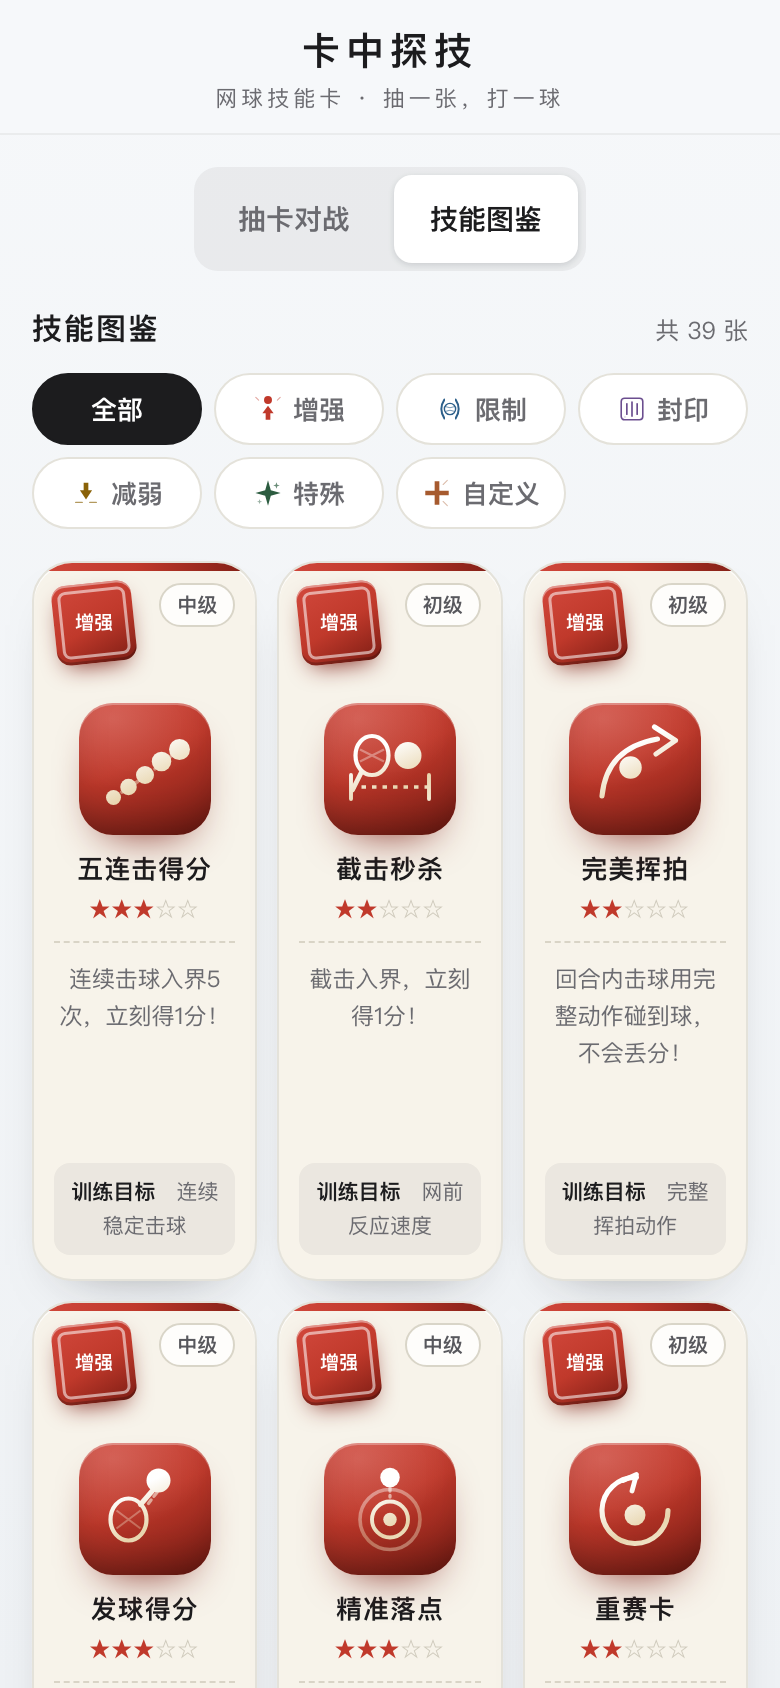 卡中探技
网球技能卡 · 抽一张，打一球
抽卡对战
技能图鉴
技能图鉴
共 39 张
全部
增强
限制
封印
减弱
特殊
自定义
增强
中级
五连击得分
★★★☆☆
连续击球入界5
次，立刻得1分！
训练目标 连续
稳定击球
增强
初级
截击秒杀
★★☆☆☆
截击入界，立刻
得1分！
训练目标 网前
反应速度
增强
初级
完美挥拍
★★☆☆☆
回合内击球用完
整动作碰到球，
不会丢分！
训练目标 完整
挥拍动作
增强
中级
发球得分
★★★☆☆
增强
中级
精准落点
★★★☆☆
增强
初级
重赛卡
★★☆☆☆